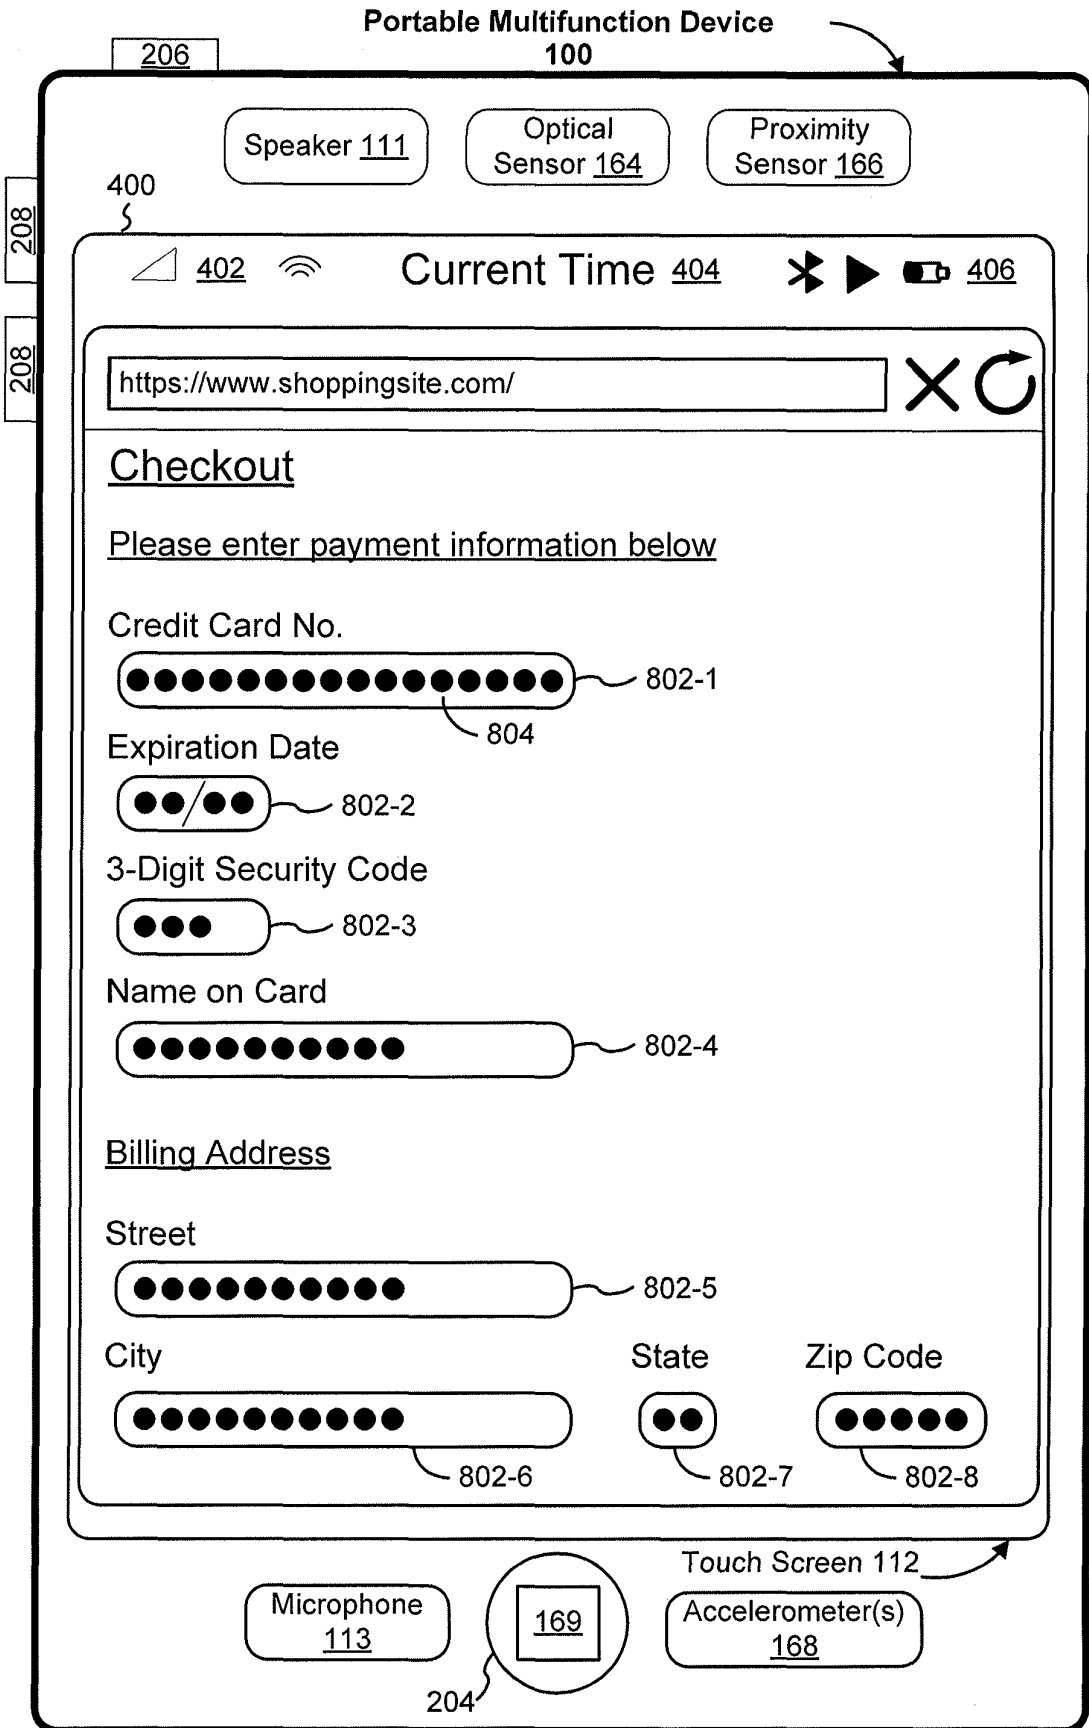 Portable Multifunction Device
100
206
Speaker 111
Optical
Sensor 164
Proximity
Sensor 166
400
208
402
Current Time 404
406
208
https://www.shoppingsite.com/
Checkout
Please enter payment information below
Credit Card No.
802-1
804
Expiration Date
802-2
3-Digit Security Code
802-3
Name on Card
802-4
Billing Address
Street
802-5
City State Zip Code
802-6 802-7 802-8
Touch Screen 112
Microphone
113
169
Accelerometer(s)
168
204